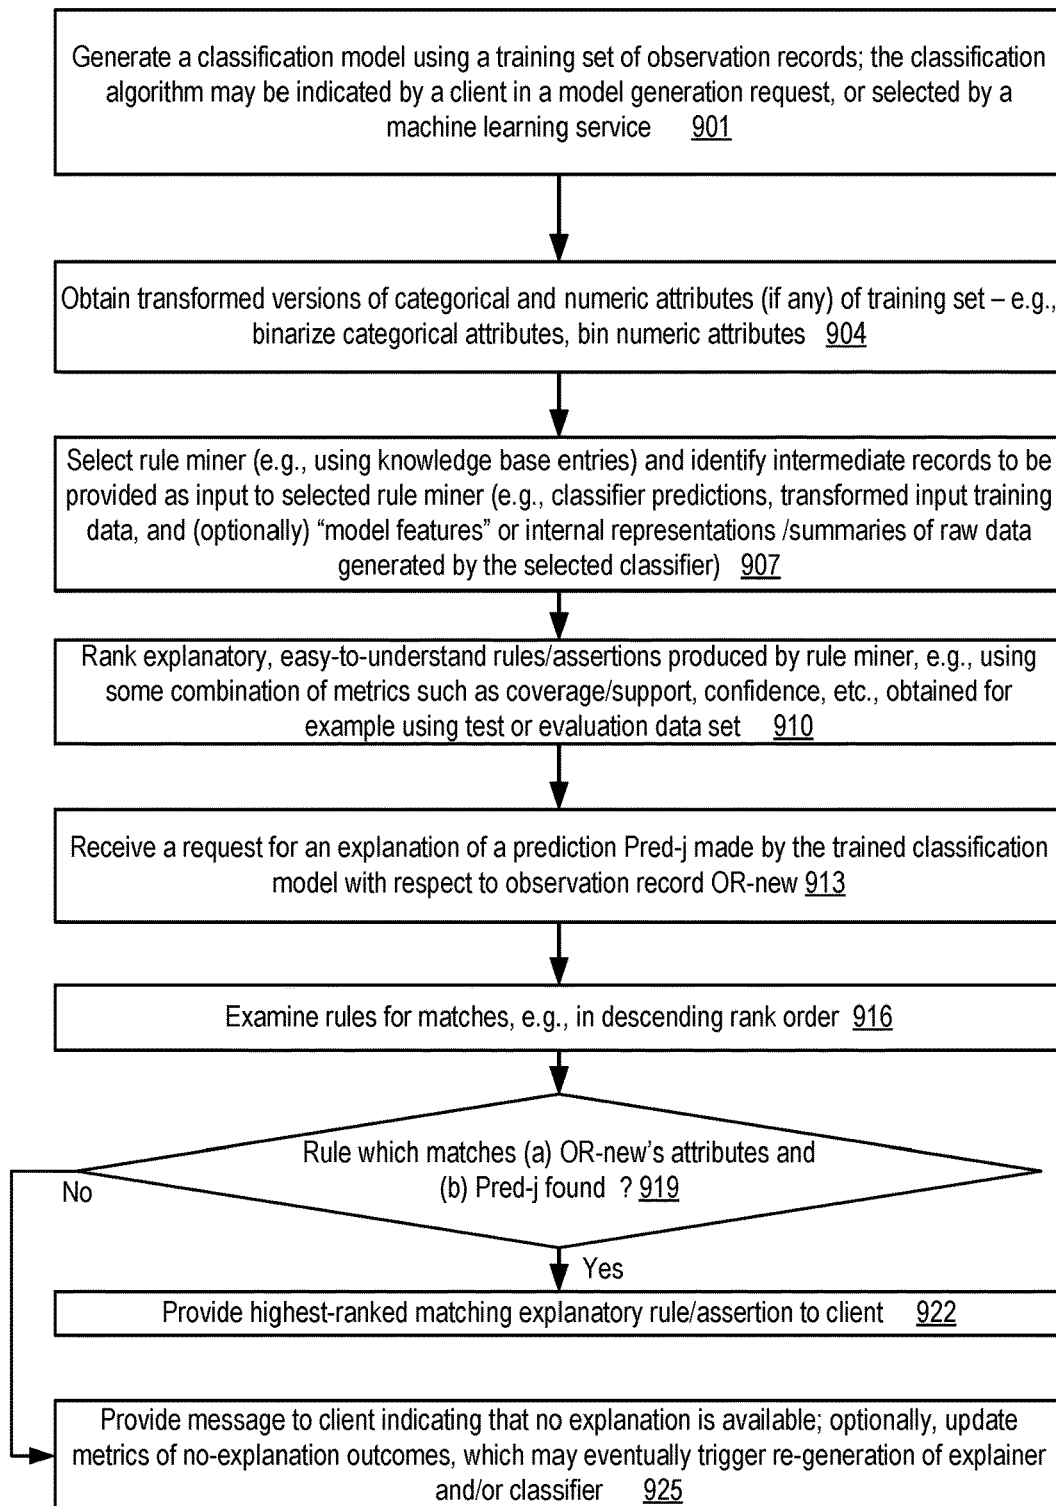 Generate a classification model using a training set of observation records; the classification
algorithm may be indicated by a client in a model generation request, or selected by a
machine learning service 901
Obtain transformed versions of categorical and numeric attributes (if any) of training set – e.g.,
binarize categorical attributes, bin numeric attributes 904
Select rule miner (e.g., using knowledge base entries) and identify intermediate records to be
provided as input to selected rule miner (e.g., classifier predictions, transformed input training
data, and (optionally) “model features” or internal representations /summaries of raw data
generated by the selected classifier) 907
Rank explanatory, easy-to-understand rules/assertions produced by rule miner, e.g., using
some combination of metrics such as coverage/support, confidence, etc., obtained for
example using test or evaluation data set 910
Receive a request for an explanation of a prediction Pred-j made by the trained classification
model with respect to observation record OR-new 913
Examine rules for matches, e.g., in descending rank order 916
Rule which matches (a) OR-new’s attributes and
(b) Pred-j found ? 919
No
Yes
Provide highest-ranked matching explanatory rule/assertion to client 922
Provide message to client indicating that no explanation is available; optionally, update
metrics of no-explanation outcomes, which may eventually trigger re-generation of explainer
and/or classifier 925